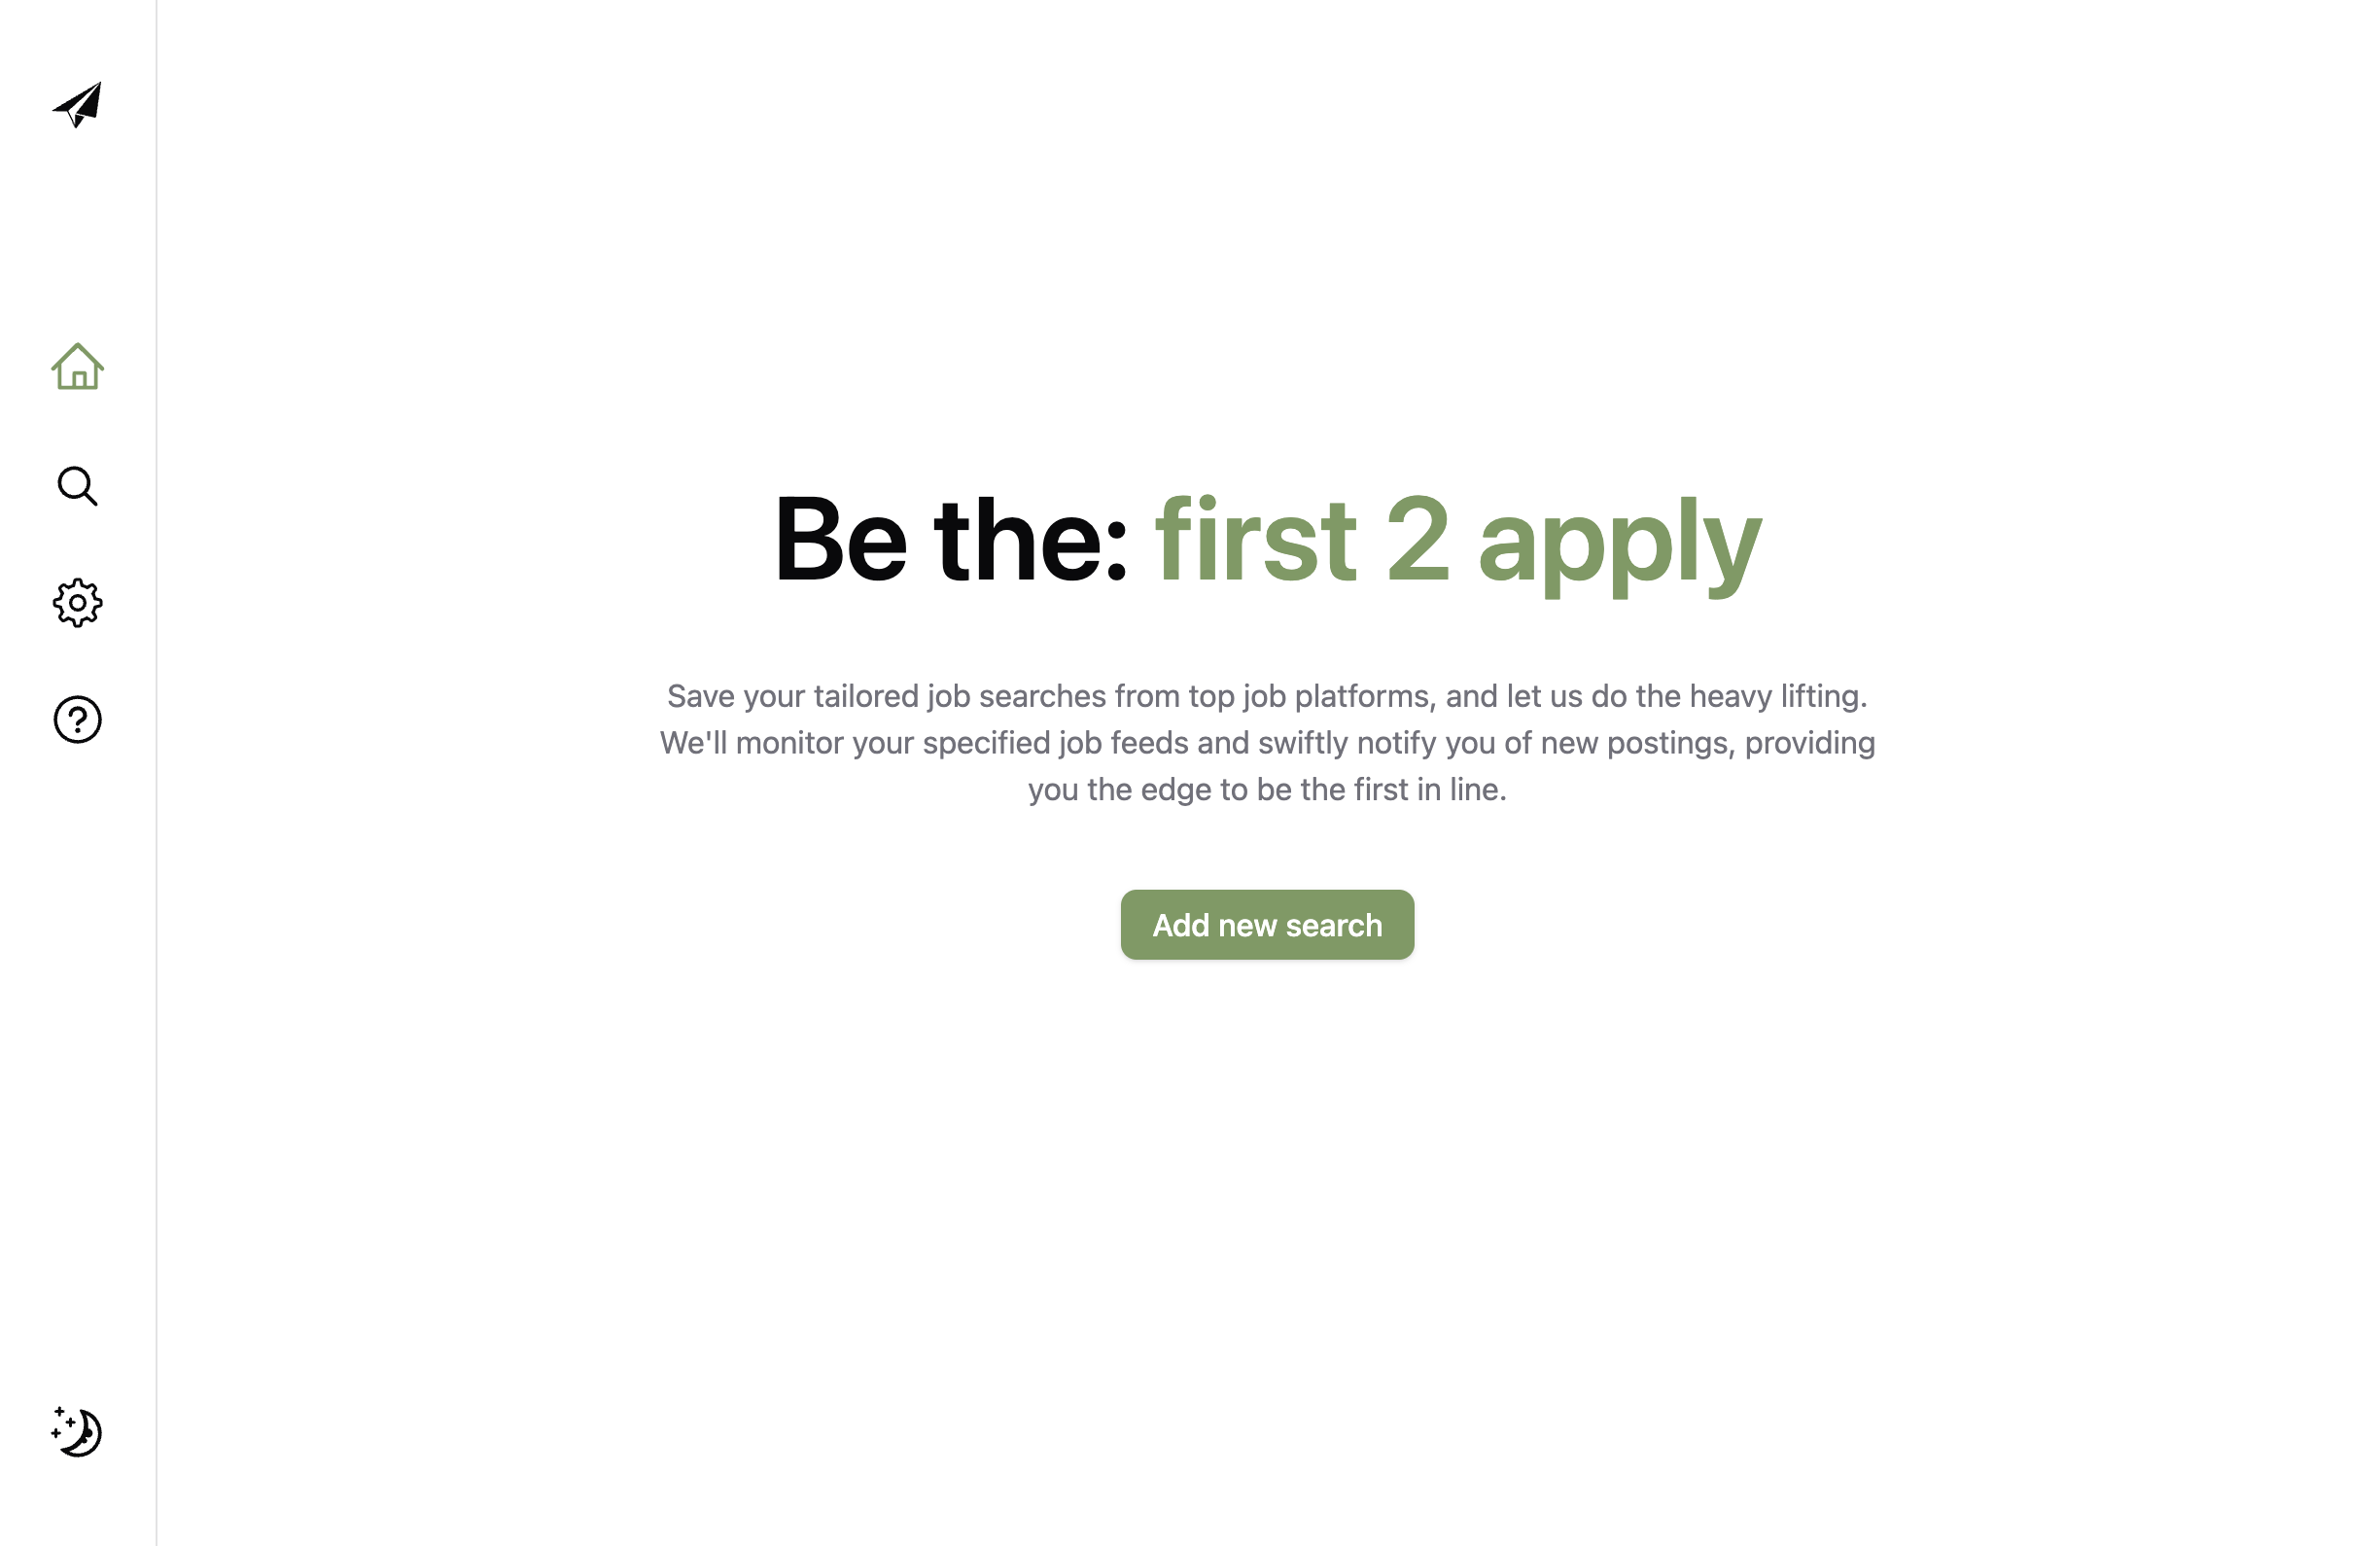 Be the: first 2 apply
Save your tailored job searches from top job platforms, and let us do the heavy lifting.
We'll monitor your specified job feeds and swiftly notify you of new postings, providing
you the edge to be the first in line.
Add new search